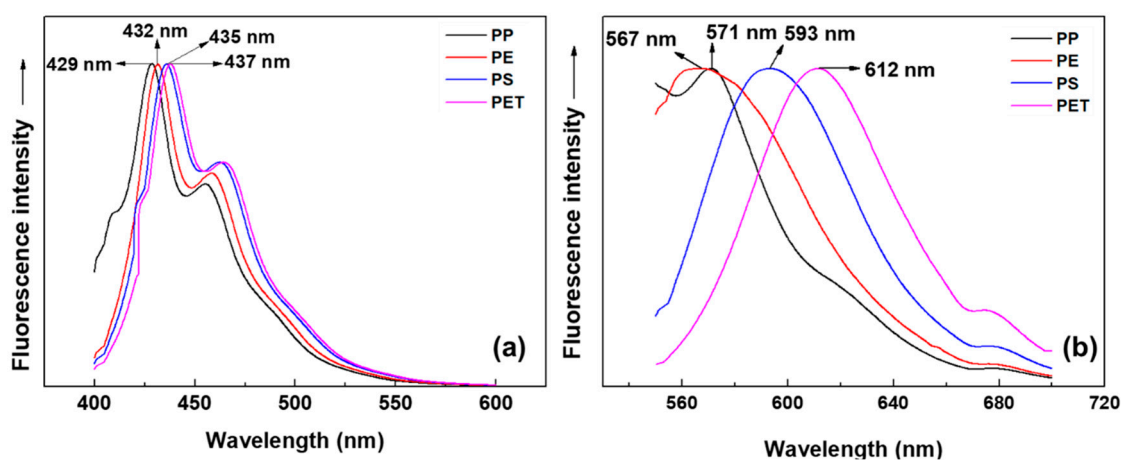 432 nm
435 nm
429 nm
437 nm
PP
PE
PS
PET
Fluorescence intensity
(a)
400 450 500 550 600
Wavelength (nm)
571 nm
593 nm
567 nm
612 nm
PP
PE
PS
PET
Fluorescence intensity
(b)
560 600 640 680 720
Wavelength (nm)